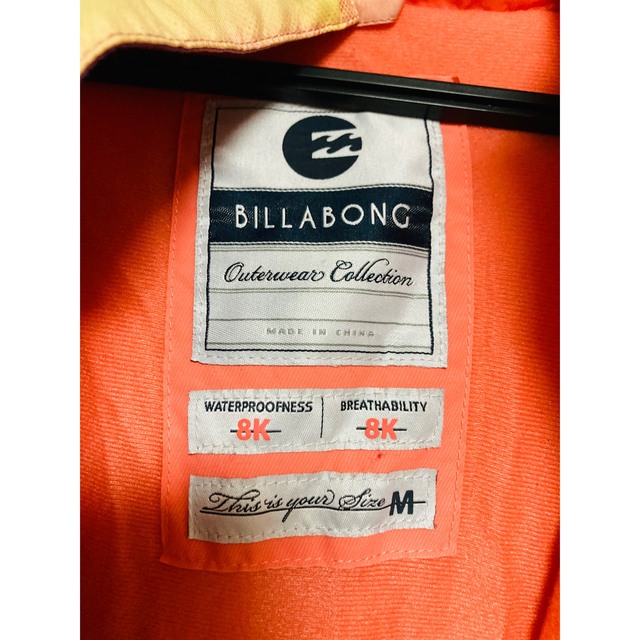 BILLABONG
Outerwear Collection
MADE IN CHINA
WATERPROOFNESS BREATHABILITY
8K 8K
This is your Size M